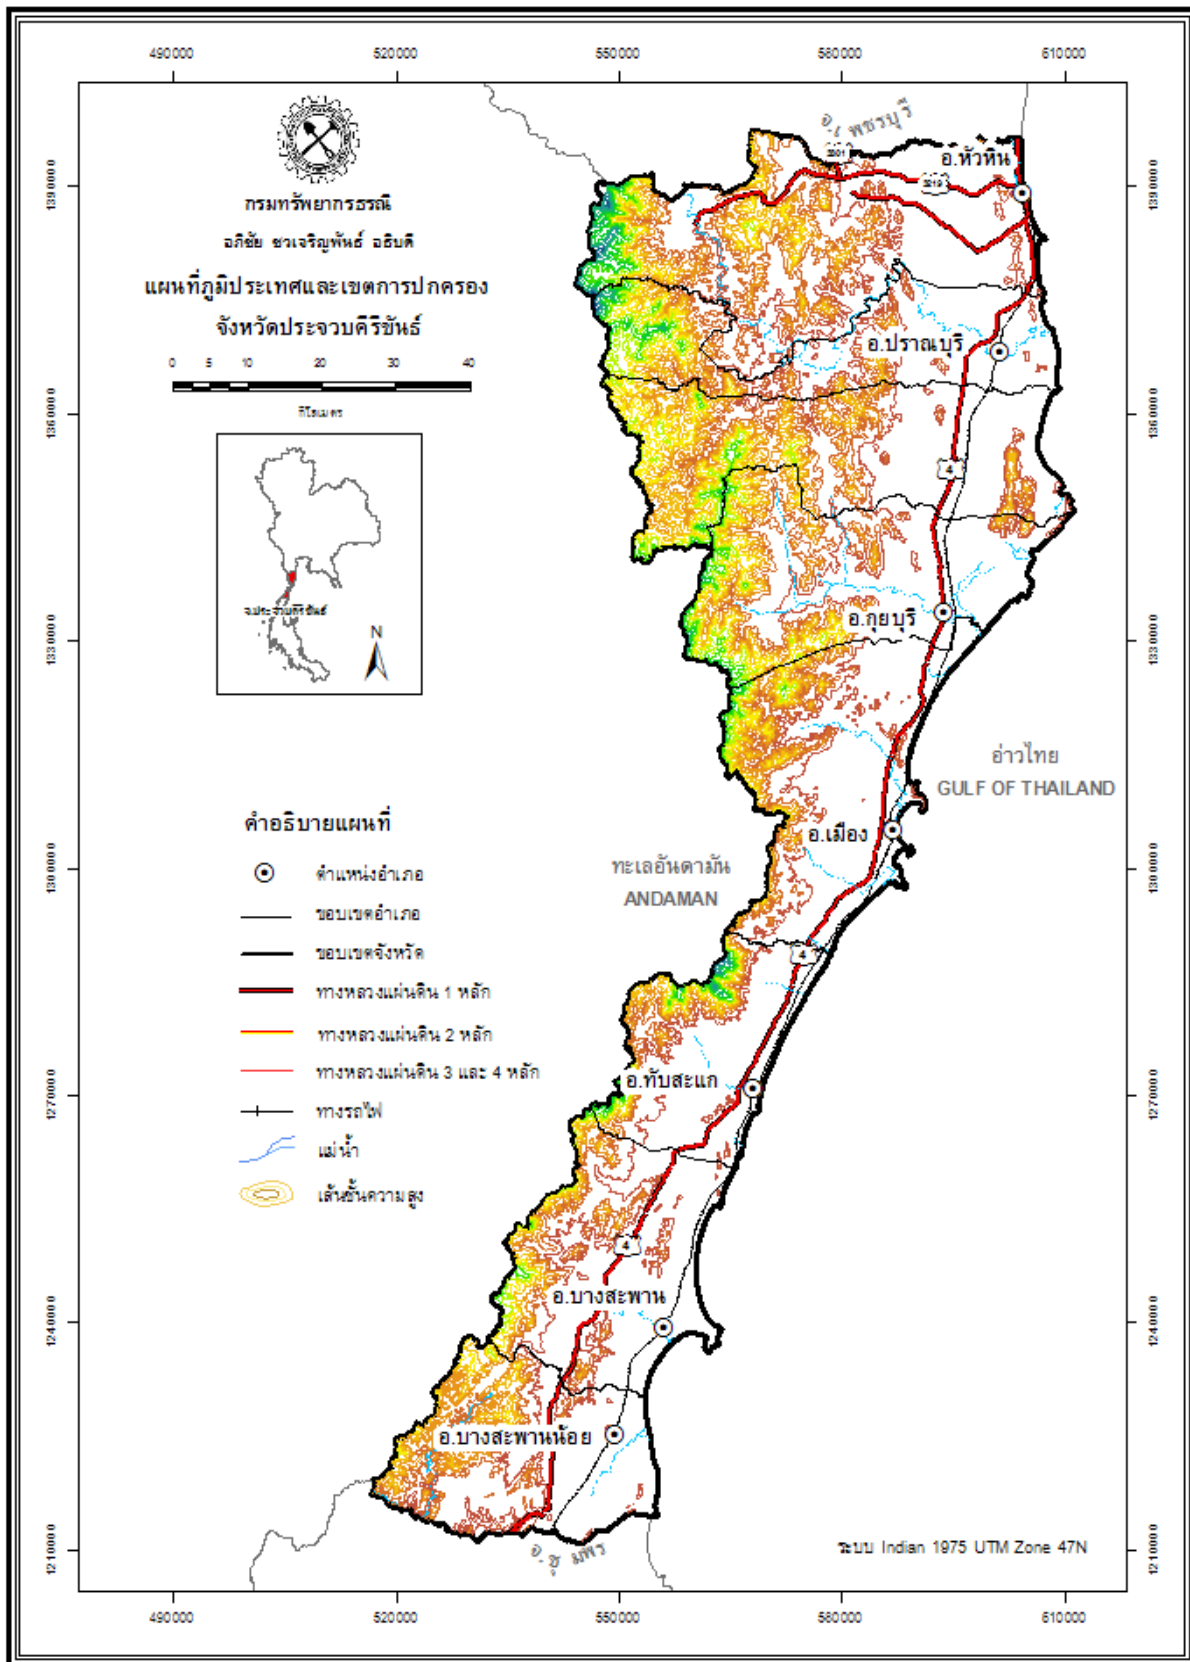 490000 520000 550000 580000 610000
กรมทรัพยากรธรณี
อภิชัย ชวเจริญพันธ์ อธิบดี
แผนที่ภูมิประเทศและเขตการปกครอง
จังหวัดประจวบคีรีขันธ์
0 5 10 20 30 40
กิโลเมตร
จ.ประจวบคีรีขันธ์
N
จ.เพชรบุรี
อ.หัวหิน
3219
อ.ปราณบุรี
4
อ.กุยบุรี
อ่าวไทย
GULF OF THAILAND
อ.เมือง
ทะเลอันดามัน
ANDAMAN
4
อ.ทับสะแก
4
อ.บางสะพาน
อ.บางสะพานน้อย
จ.ชุมพร
คำอธิบายแผนที่
ตำแหน่งอำเภอ
ขอบเขตอำเภอ
ขอบเขตจังหวัด
ทางหลวงแผ่นดิน 1 หลัก
ทางหลวงแผ่นดิน 2 หลัก
ทางหลวงแผ่นดิน 3 และ 4 หลัก
ทางรถไฟ
แม่น้ำ
เส้นชั้นความสูง
ระบบ Indian 1975 UTM Zone 47N
1390000
1360000
1330000
1300000
1270000
1240000
1210000
1390000
1360000
1330000
1300000
1270000
1240000
1210000
490000 520000 550000 580000 610000